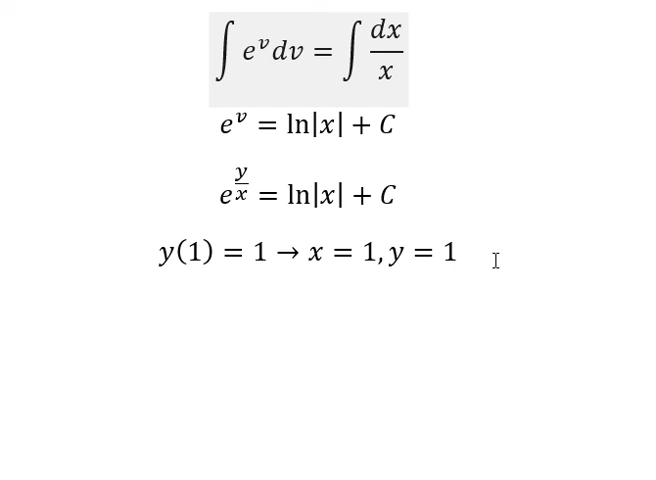 ∫ e^v dv = ∫ dx/x
e^v = ln|x| + C
e^(y/x) = ln|x| + C
y(1) = 1 → x = 1, y = 1